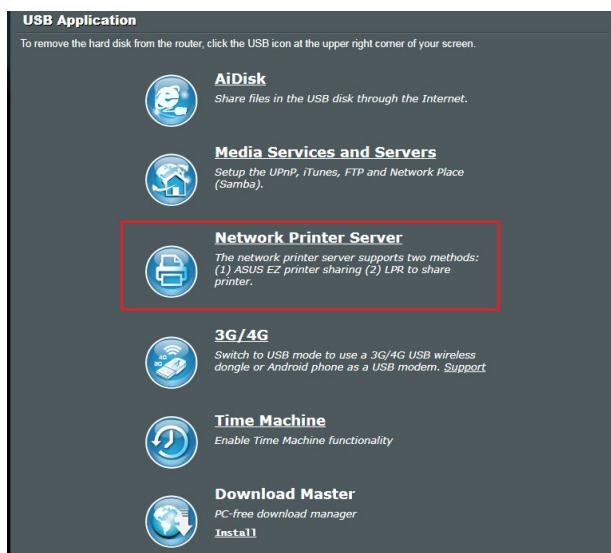 USB Application
To remove the hard disk from the router, click the USB icon at the upper right corner of your screen.
AiDisk
Share files in the USB disk through the Internet.
Media Services and Servers
Setup the UPnP, iTunes, FTP and Network Place
(Samba).
Network Printer Server
The network printer server supports two methods:
(1) ASUS EZ printer sharing (2) LPR to share
printer.
3G/4G
Switch to USB mode to use a 3G/4G USB wireless
dongle or Android phone as a USB modem. Support
Time Machine
Enable Time Machine functionality
Download Master
PC-free download manager
Install